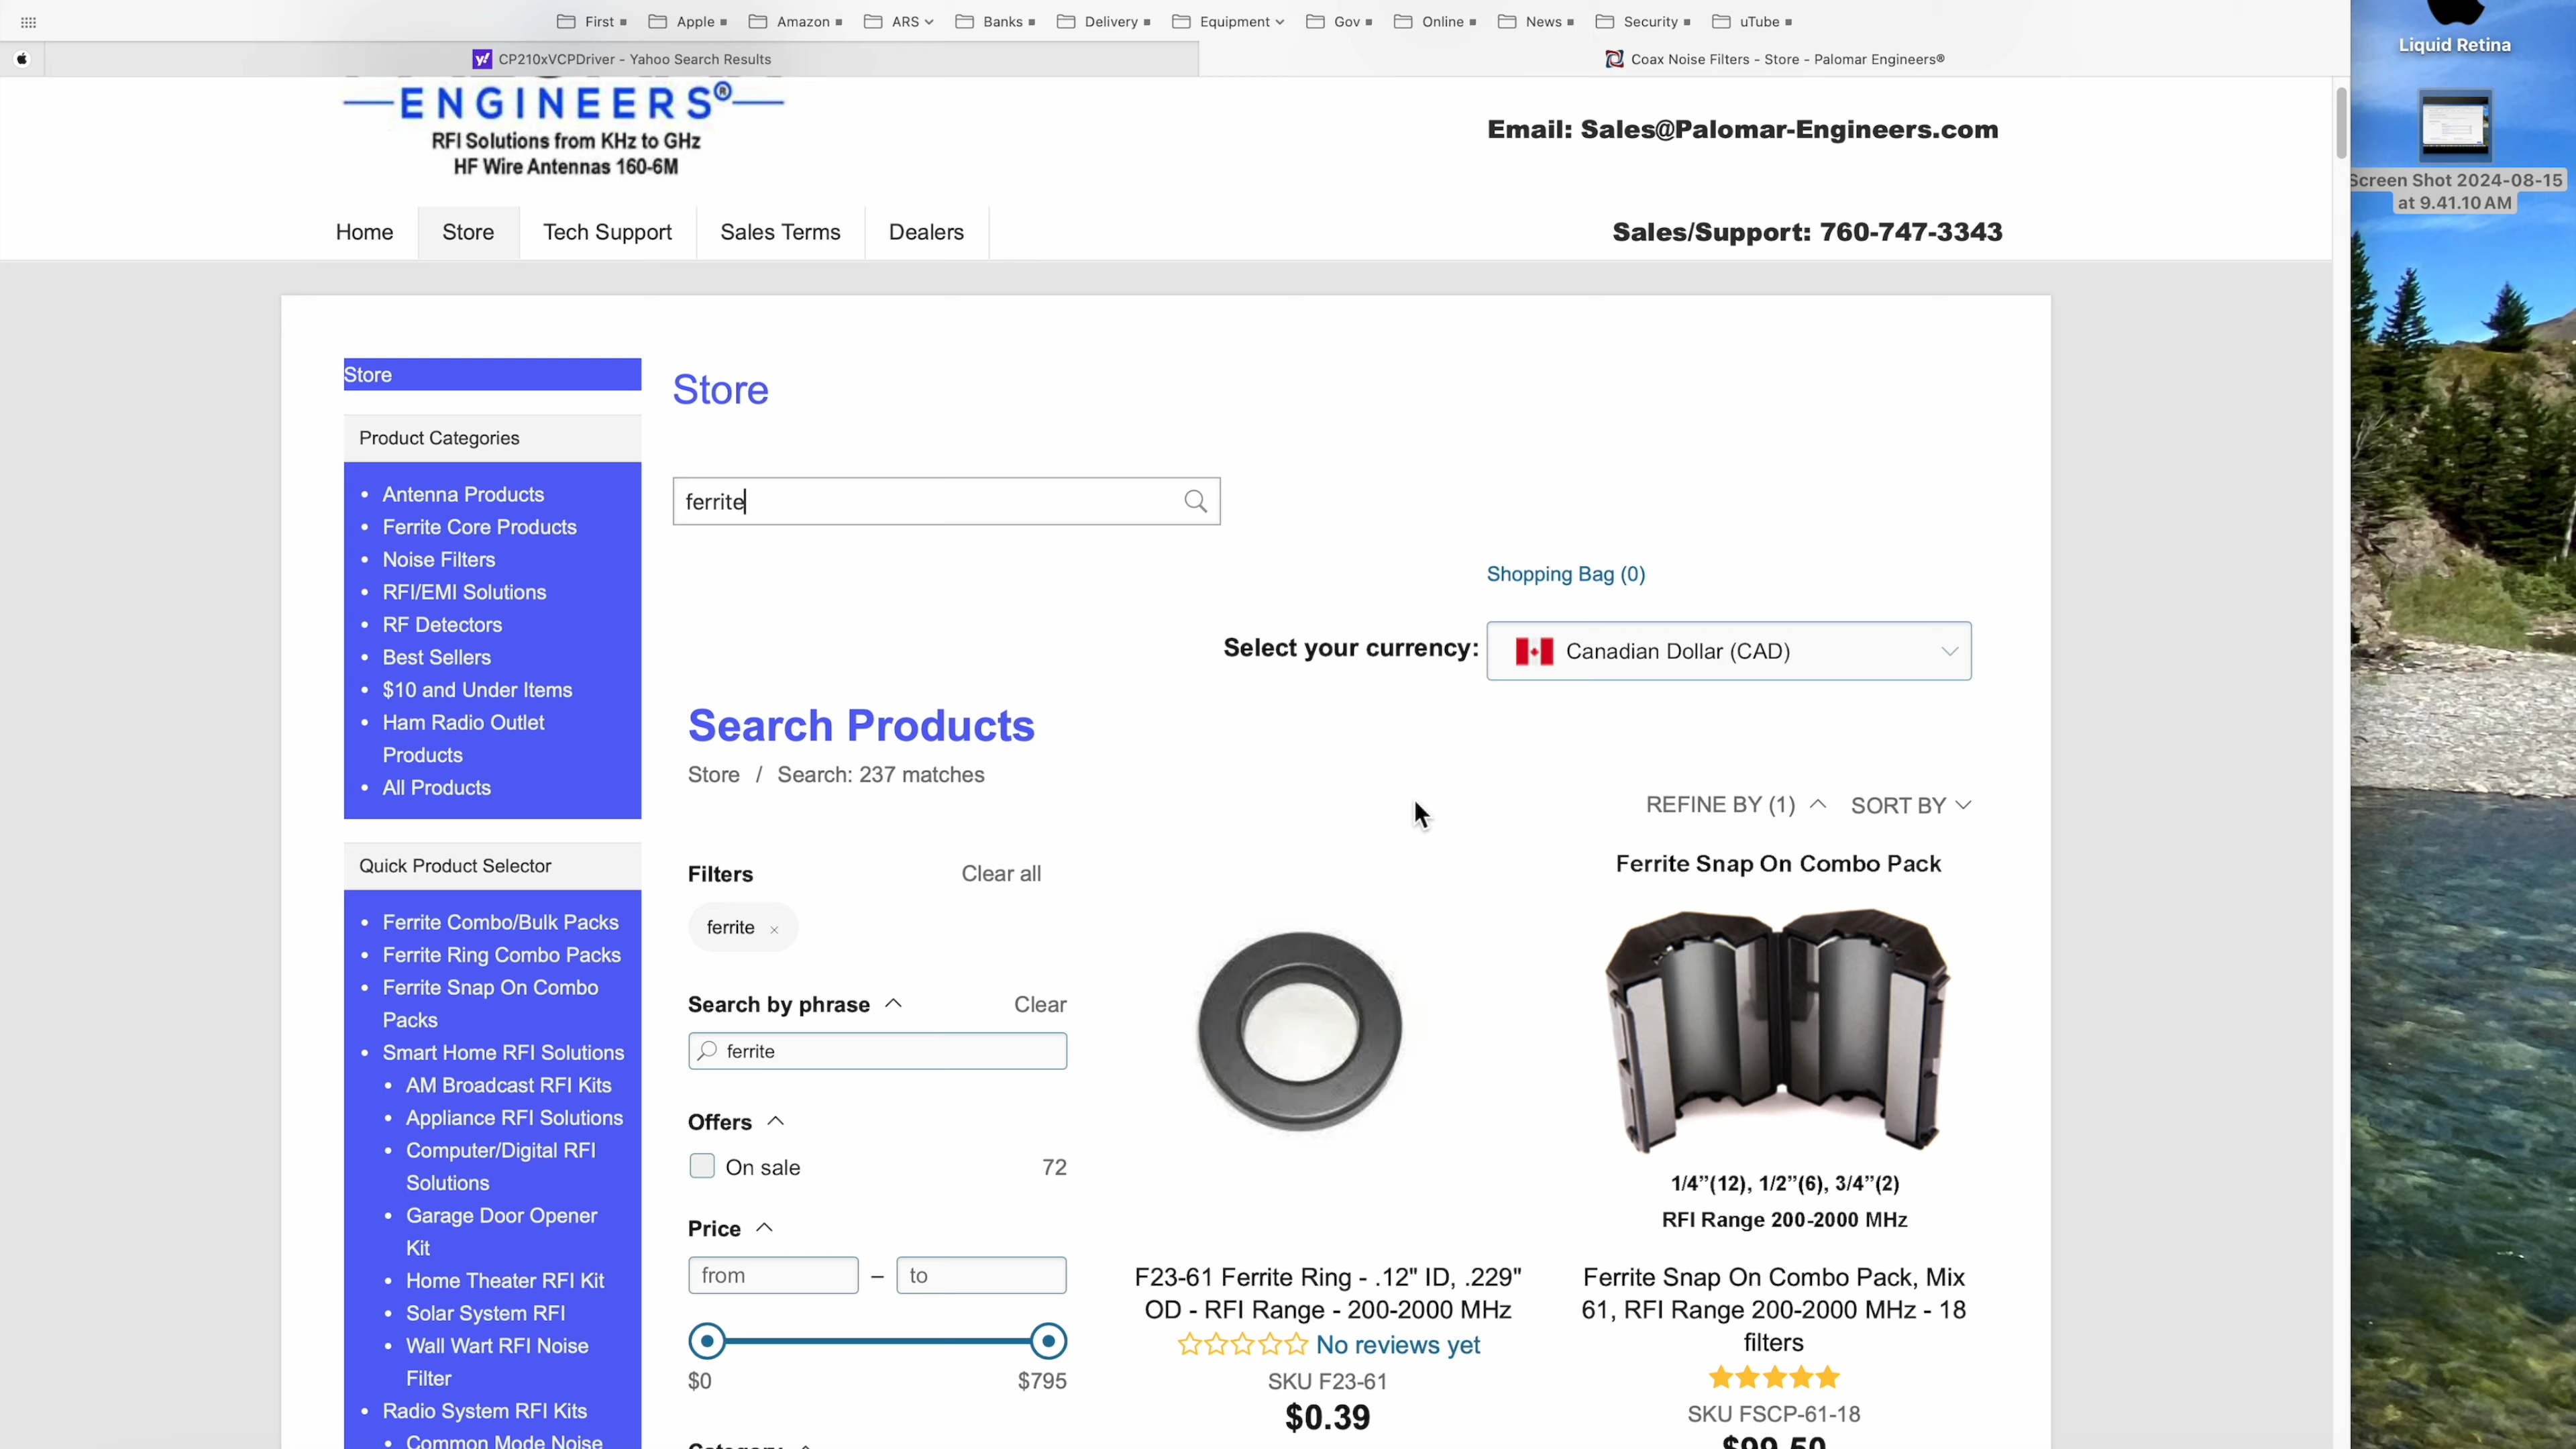 First
Apple
Amazon
ARS
Banks
Delivery
Equipment
Gov
Online
News
Security
uTube
CP210xVCPDriver - Yahoo Search Results
Coax Noise Filters - Store - Palomar Engineers®
Liquid Retina
Screen Shot 2024-08-15
at 9.41.10 AM
ENGINEERS®
RFI Solutions from KHz to GHz
HF Wire Antennas 160-6M
Email: Sales@Palomar-Engineers.com
Home
Store
Tech Support
Sales Terms
Dealers
Sales/Support: 760-747-3343
Store
Product Categories
Antenna Products
Ferrite Core Products
Noise Filters
RFI/EMI Solutions
RF Detectors
Best Sellers
$10 and Under Items
Ham Radio Outlet
Products
All Products
Quick Product Selector
Ferrite Combo/Bulk Packs
Ferrite Ring Combo Packs
Ferrite Snap On Combo
Packs
Smart Home RFI Solutions
AM Broadcast RFI Kits
Appliance RFI Solutions
Computer/Digital RFI
Solutions
Garage Door Opener
Kit
Home Theater RFI Kit
Solar System RFI
Wall Wart RFI Noise
Filter
Radio System RFI Kits
Common Mode Noise
Store
ferrite
Shopping Bag (0)
Select your currency:
Canadian Dollar (CAD)
Search Products
Store / Search: 237 matches
REFINE BY (1)
SORT BY
Filters
Clear all
ferrite ×
Search by phrase
Clear
ferrite
Offers
On sale
72
Price
from – to
$0
$795
Category
F23-61 Ferrite Ring - .12" ID, .229"
OD - RFI Range - 200-2000 MHz
No reviews yet
SKU F23-61
$0.39
Ferrite Snap On Combo Pack
1/4”(12), 1/2”(6), 3/4”(2)
RFI Range 200-2000 MHz
Ferrite Snap On Combo Pack, Mix
61, RFI Range 200-2000 MHz - 18
filters
SKU FSCP-61-18
$99.50